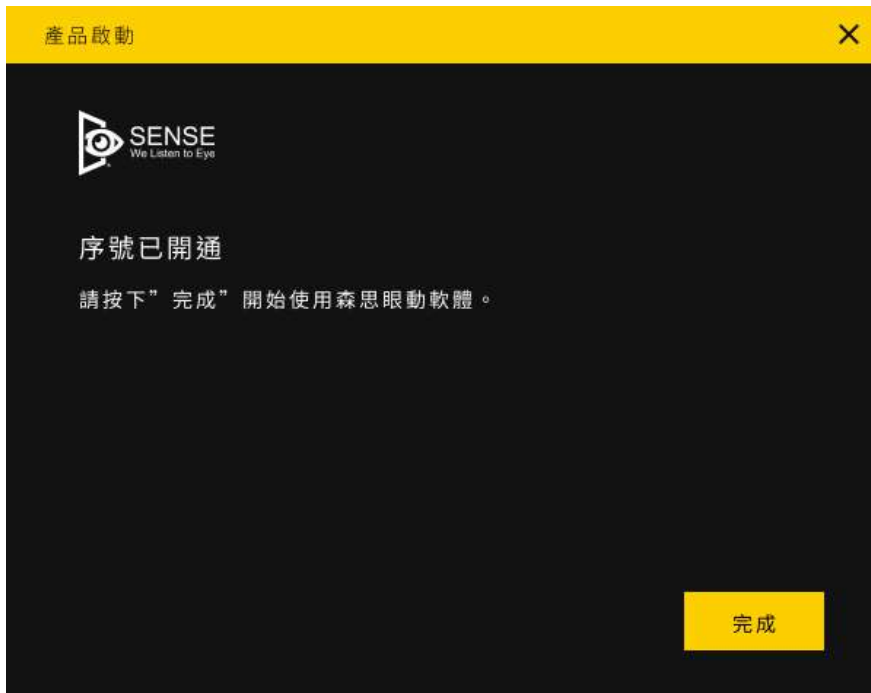 產品啟動
SENSE
We Listen to Eye
序號已開通
請按下”完成”開始使用森思眼動軟體。
完成